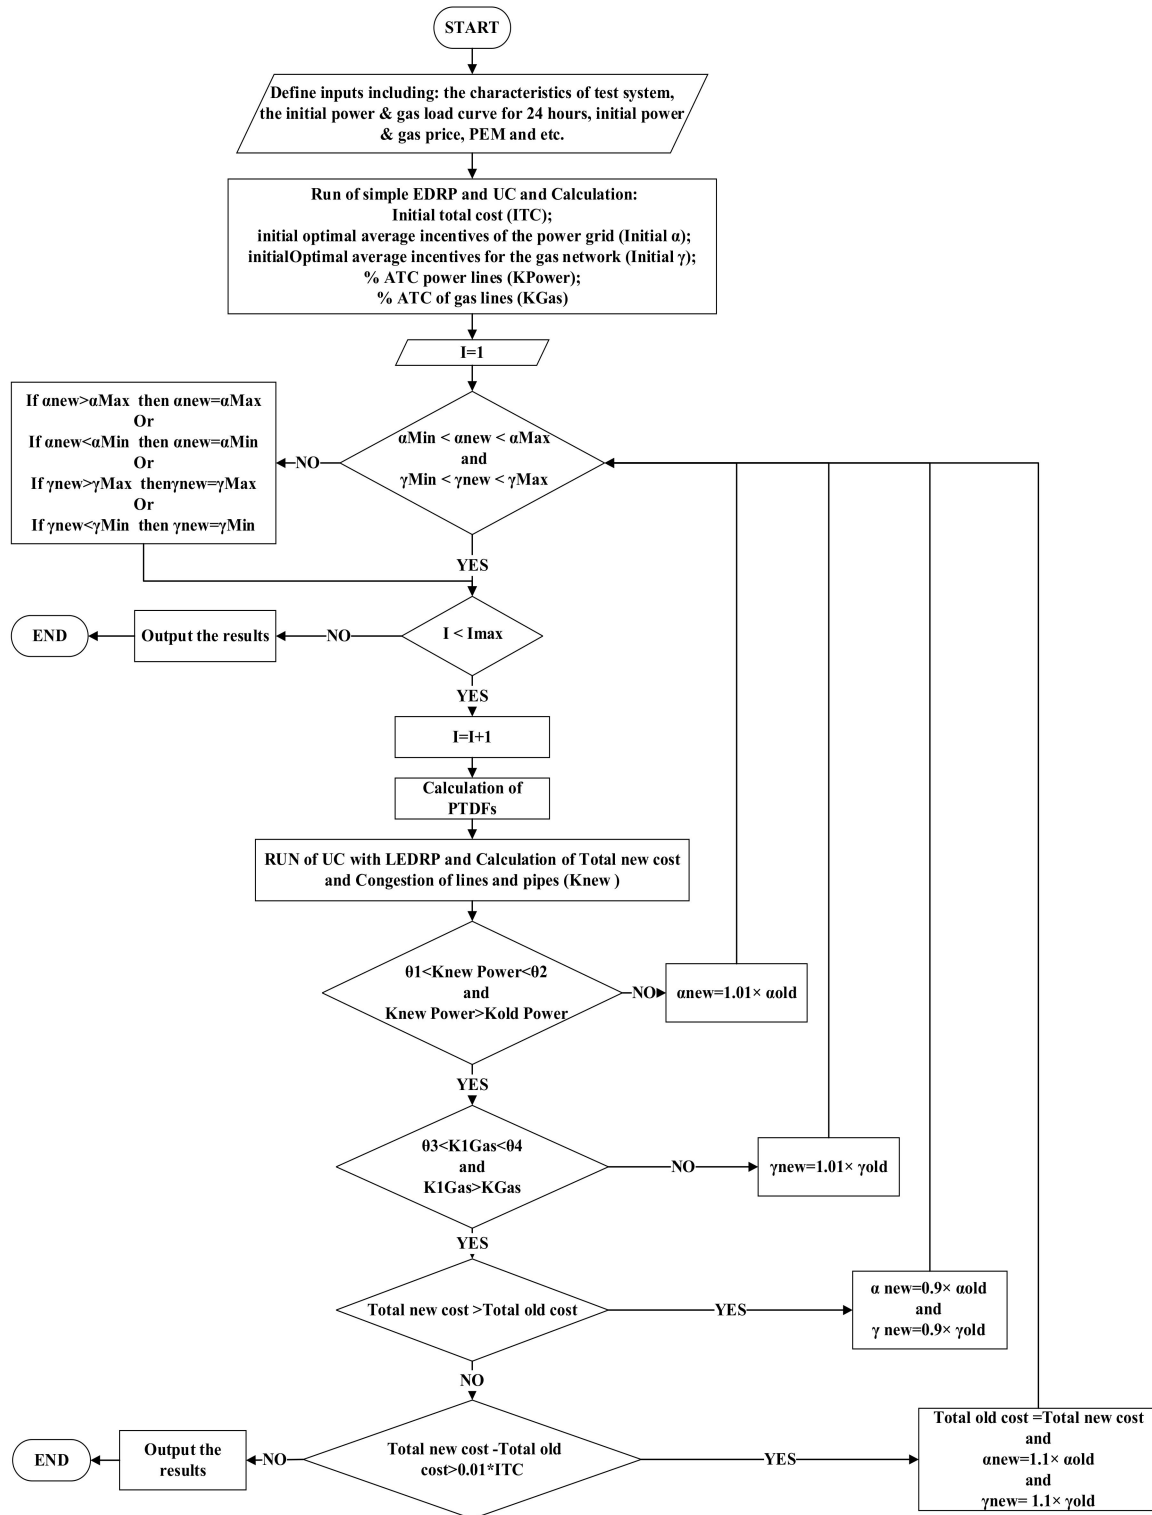 START
Define inputs including: the characteristics of test system,
the initial power & gas load curve for 24 hours, initial power
& gas price, PEM and etc.
Run of simple EDRP and UC and Calculation:
Initial total cost (ITC);
initial optimal average incentives of the power grid (Initial α);
initialOptimal average incentives for the gas network (Initial γ);
% ATC power lines (KPower);
% ATC of gas lines (KGas)
I=1
If αnew>αMax then αnew=αMax
Or
If αnew<αMin then αnew=αMin
Or
If γnew>γMax thenγnew=γMax
Or
If γnew<γMin then γnew=γMin
NO
αMin < αnew < αMax
and
γMin < γnew < γMax
YES
END
Output the results
NO
I < Imax
YES
I=I+1
Calculation of
PTDFs
RUN of UC with LEDRP and Calculation of Total new cost
and Congestion of lines and pipes (Knew )
θ1<Knew Power<θ2
and
Knew Power>Kold Power
NO
αnew=1.01× αold
YES
θ3<K1Gas<θ4
and
K1Gas>KGas
NO
γnew=1.01× γold
YES
Total new cost >Total old cost
YES
α new=0.9× αold
and
γ new=0.9× γold
NO
END
Output the
results
NO
Total new cost -Total old
cost>0.01*ITC
YES
Total old cost =Total new cost
and
αnew=1.1× αold
and
γnew= 1.1× γold